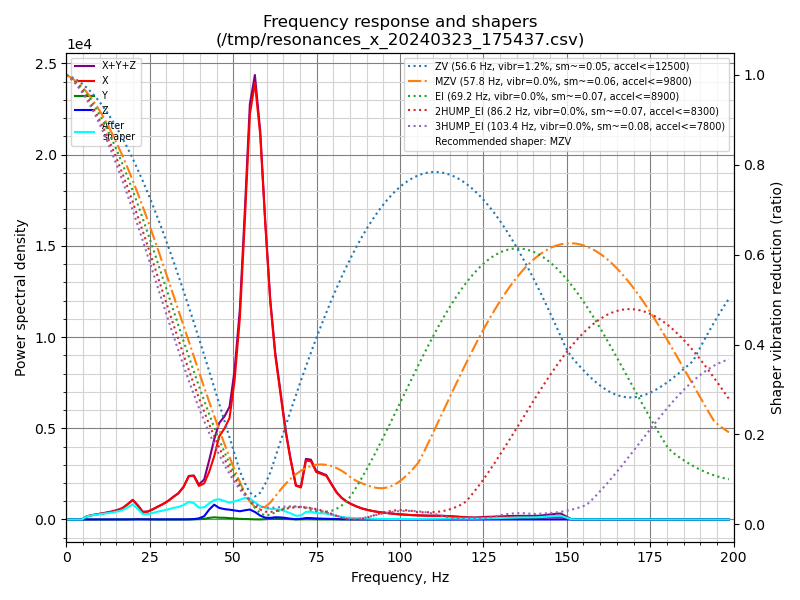 Frequency response and shapers
(/tmp/resonances_x_20240323_175437.csv)
1e4
X+Y+Z
X
Y
Z
After
shaper
ZV (56.6 Hz, vibr=1.2%, sm~=0.05, accel<=12500)
MZV (57.8 Hz, vibr=0.0%, sm~=0.06, accel<=9800)
EI (69.2 Hz, vibr=0.0%, sm~=0.07, accel<=8900)
2HUMP_EI (86.2 Hz, vibr=0.0%, sm~=0.07, accel<=8300)
3HUMP_EI (103.4 Hz, vibr=0.0%, sm~=0.08, accel<=7800)
Recommended shaper: MZV
Power spectral density
2.5
2.0
1.5
1.0
0.5
0.0
1.0
0.8
0.6
0.4
0.2
0.0
Shaper vibration reduction (ratio)
0 25 50 75 100 125 150 175 200
Frequency, Hz